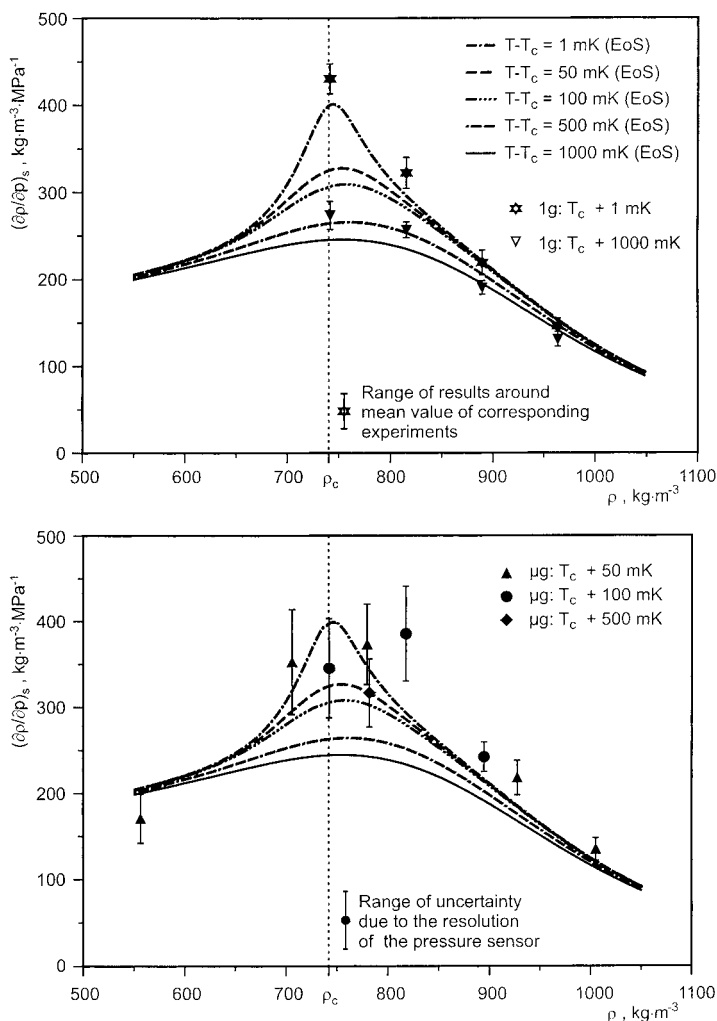 500
400
300
200
100
0
(∂ρ/∂p)s , kg·m-3·MPa-1
T-Tc = 1 mK (EoS)
T-Tc = 50 mK (EoS)
T-Tc = 100 mK (EoS)
T-Tc = 500 mK (EoS)
T-Tc = 1000 mK (EoS)
1g: Tc + 1 mK
1g: Tc + 1000 mK
Range of results around
mean value of corresponding
experiments
500 600 700 ρc 800 900 1000 1100
ρ , kg·m-3
500
400
300
200
100
0
(∂ρ/∂p)s , kg·m-3·MPa-1
µg: Tc + 50 mK
µg: Tc + 100 mK
µg: Tc + 500 mK
Range of uncertainty
due to the resolution
of the pressure sensor
500 600 700 ρc 800 900 1000 1100
ρ , kg·m-3